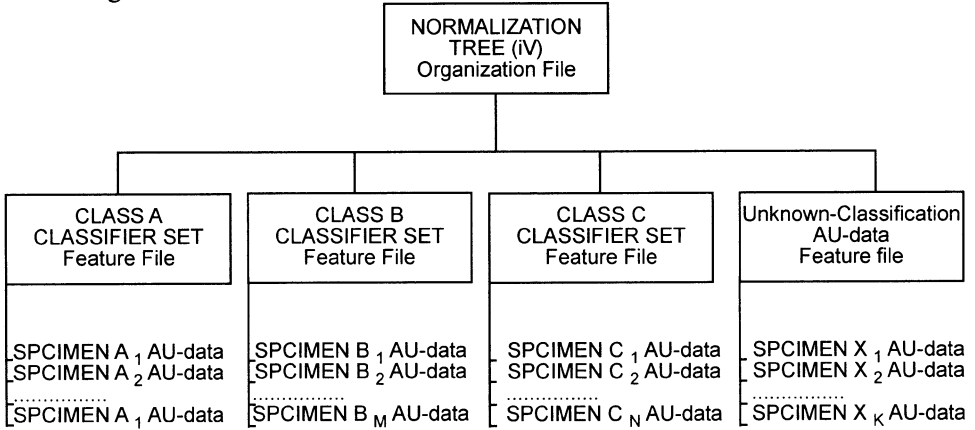 NORMALIZATION
TREE (iV)
Organization File
CLASS A
CLASSIFIER SET
Feature File
CLASS B
CLASSIFIER SET
Feature File
CLASS C
CLASSIFIER SET
Feature File
Unknown-Classification
AU-data
Feature file
SPCIMEN A 1 AU-data
SPCIMEN A 2 AU-data
................
SPCIMEN A 1 AU-data
SPCIMEN B 1 AU-data
SPCIMEN B 2 AU-data
................
SPCIMEN B M AU-data
SPCIMEN C 1 AU-data
SPCIMEN C 2 AU-data
................
SPCIMEN C N AU-data
SPCIMEN X 1 AU-data
SPCIMEN X 2 AU-data
................
SPCIMEN X K AU-data